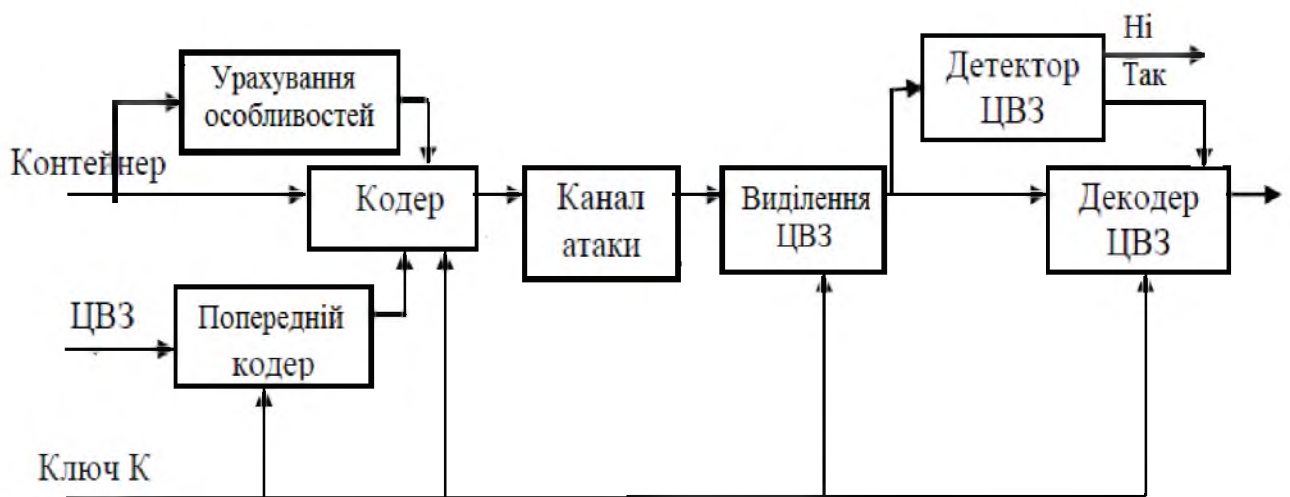 Урахування
особливостей
Контейнер
Кодер
Канал
атаки
Виділення
ЦВЗ
Детектор
ЦВЗ
Ні
Так
Декодер
ЦВЗ
ЦВЗ
Попередній
кодер
Ключ К